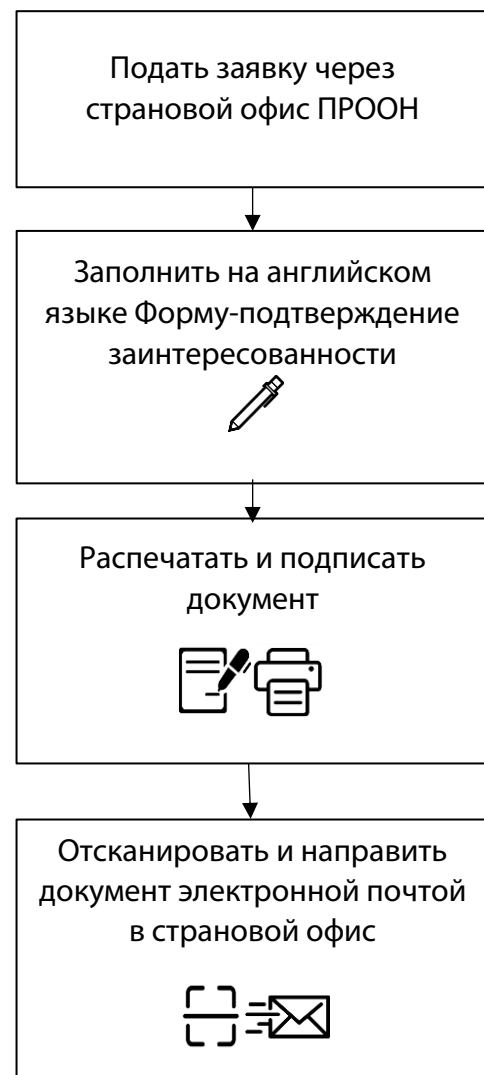 Подать заявку через
страновой офис ПРООН
Заполнить на английском
языке Форму-подтверждение
заинтересованности
Распечатать и подписать
документ
Отсканировать и направить
документ электронной почтой
в страновой офис